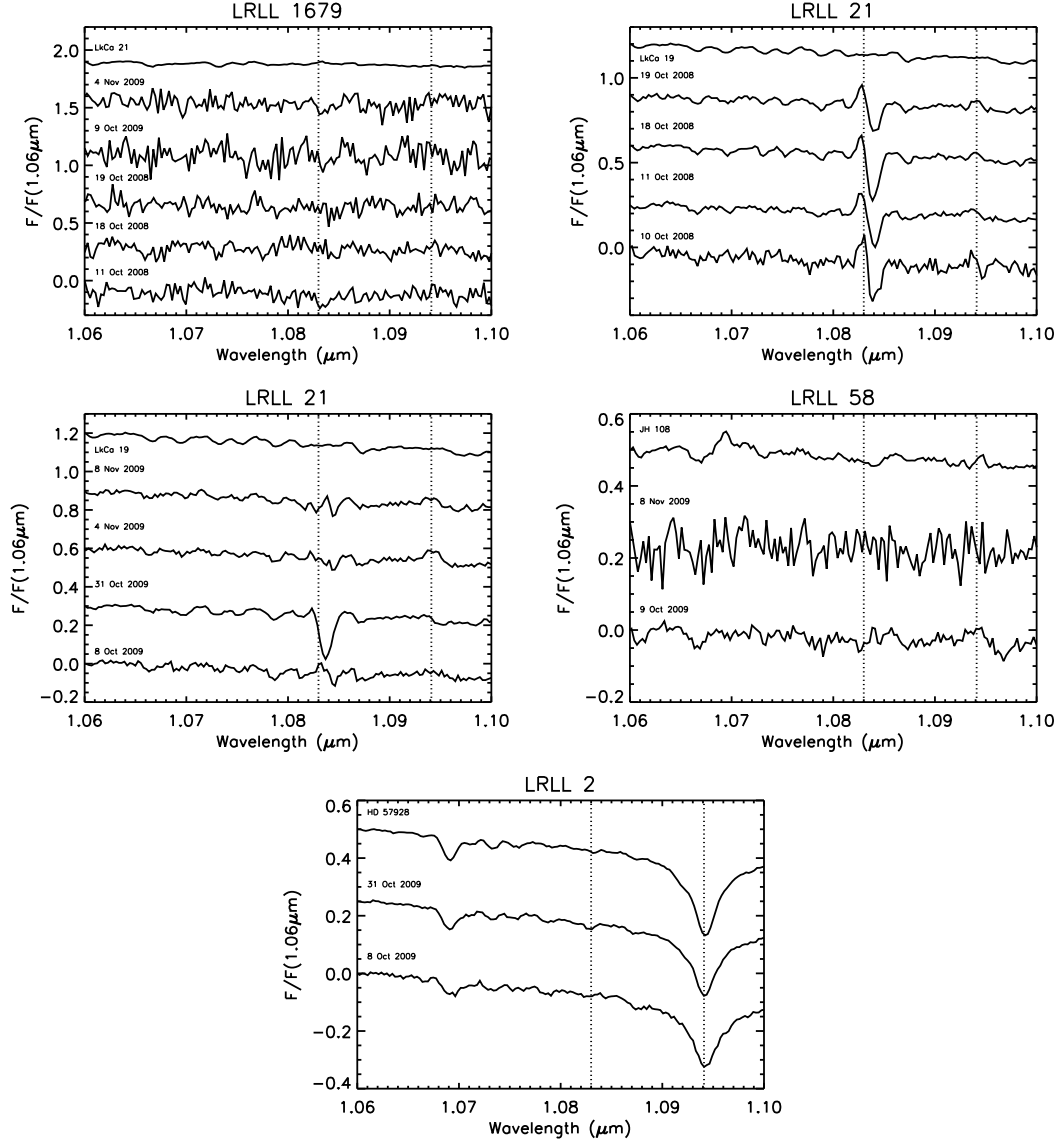 LRLL 1679
F/F(1.06μm)
2.0
1.5
1.0
0.5
0.0
LkCa 21
4 Nov 2009
9 Oct 2009
19 Oct 2008
18 Oct 2008
11 Oct 2008
1.06 1.07 1.08 1.09 1.10
Wavelength (μm)
LRLL 21
F/F(1.06μm)
1.0
0.5
0.0
LkCa 19
19 Oct 2008
18 Oct 2008
11 Oct 2008
10 Oct 2008
1.06 1.07 1.08 1.09 1.10
Wavelength (μm)
LRLL 21
F/F(1.06μm)
1.2
1.0
0.8
0.6
0.4
0.2
0.0
−0.2
LkCa 19
8 Nov 2009
4 Nov 2009
31 Oct 2009
8 Oct 2009
1.06 1.07 1.08 1.09 1.10
Wavelength (μm)
LRLL 58
F/F(1.06μm)
0.6
0.4
0.2
0.0
−0.2
JH 108
8 Nov 2009
9 Oct 2009
1.06 1.07 1.08 1.09 1.10
Wavelength (μm)
LRLL 2
F/F(1.06μm)
0.6
0.4
0.2
0.0
−0.2
−0.4
HD 57928
31 Oct 2009
8 Oct 2009
1.06 1.07 1.08 1.09 1.10
Wavelength (μm)